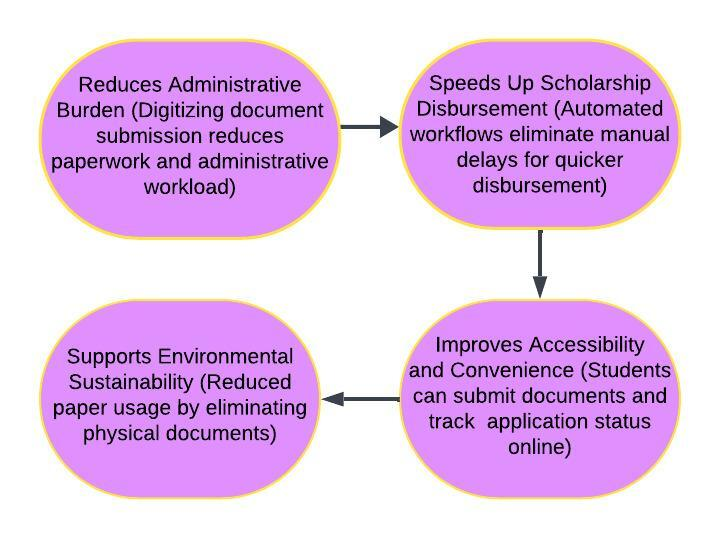 Reduces Administrative
Burden (Digitizing document
submission reduces
paperwork and administrative
workload)
Speeds Up Scholarship
Disbursement (Automated
workflows eliminate manual
delays for quicker
disbursement)
Improves Accessibility
and Convenience (Students
can submit documents and
track  application status
online)
Supports Environmental
Sustainability (Reduced
paper usage by eliminating
physical documents)